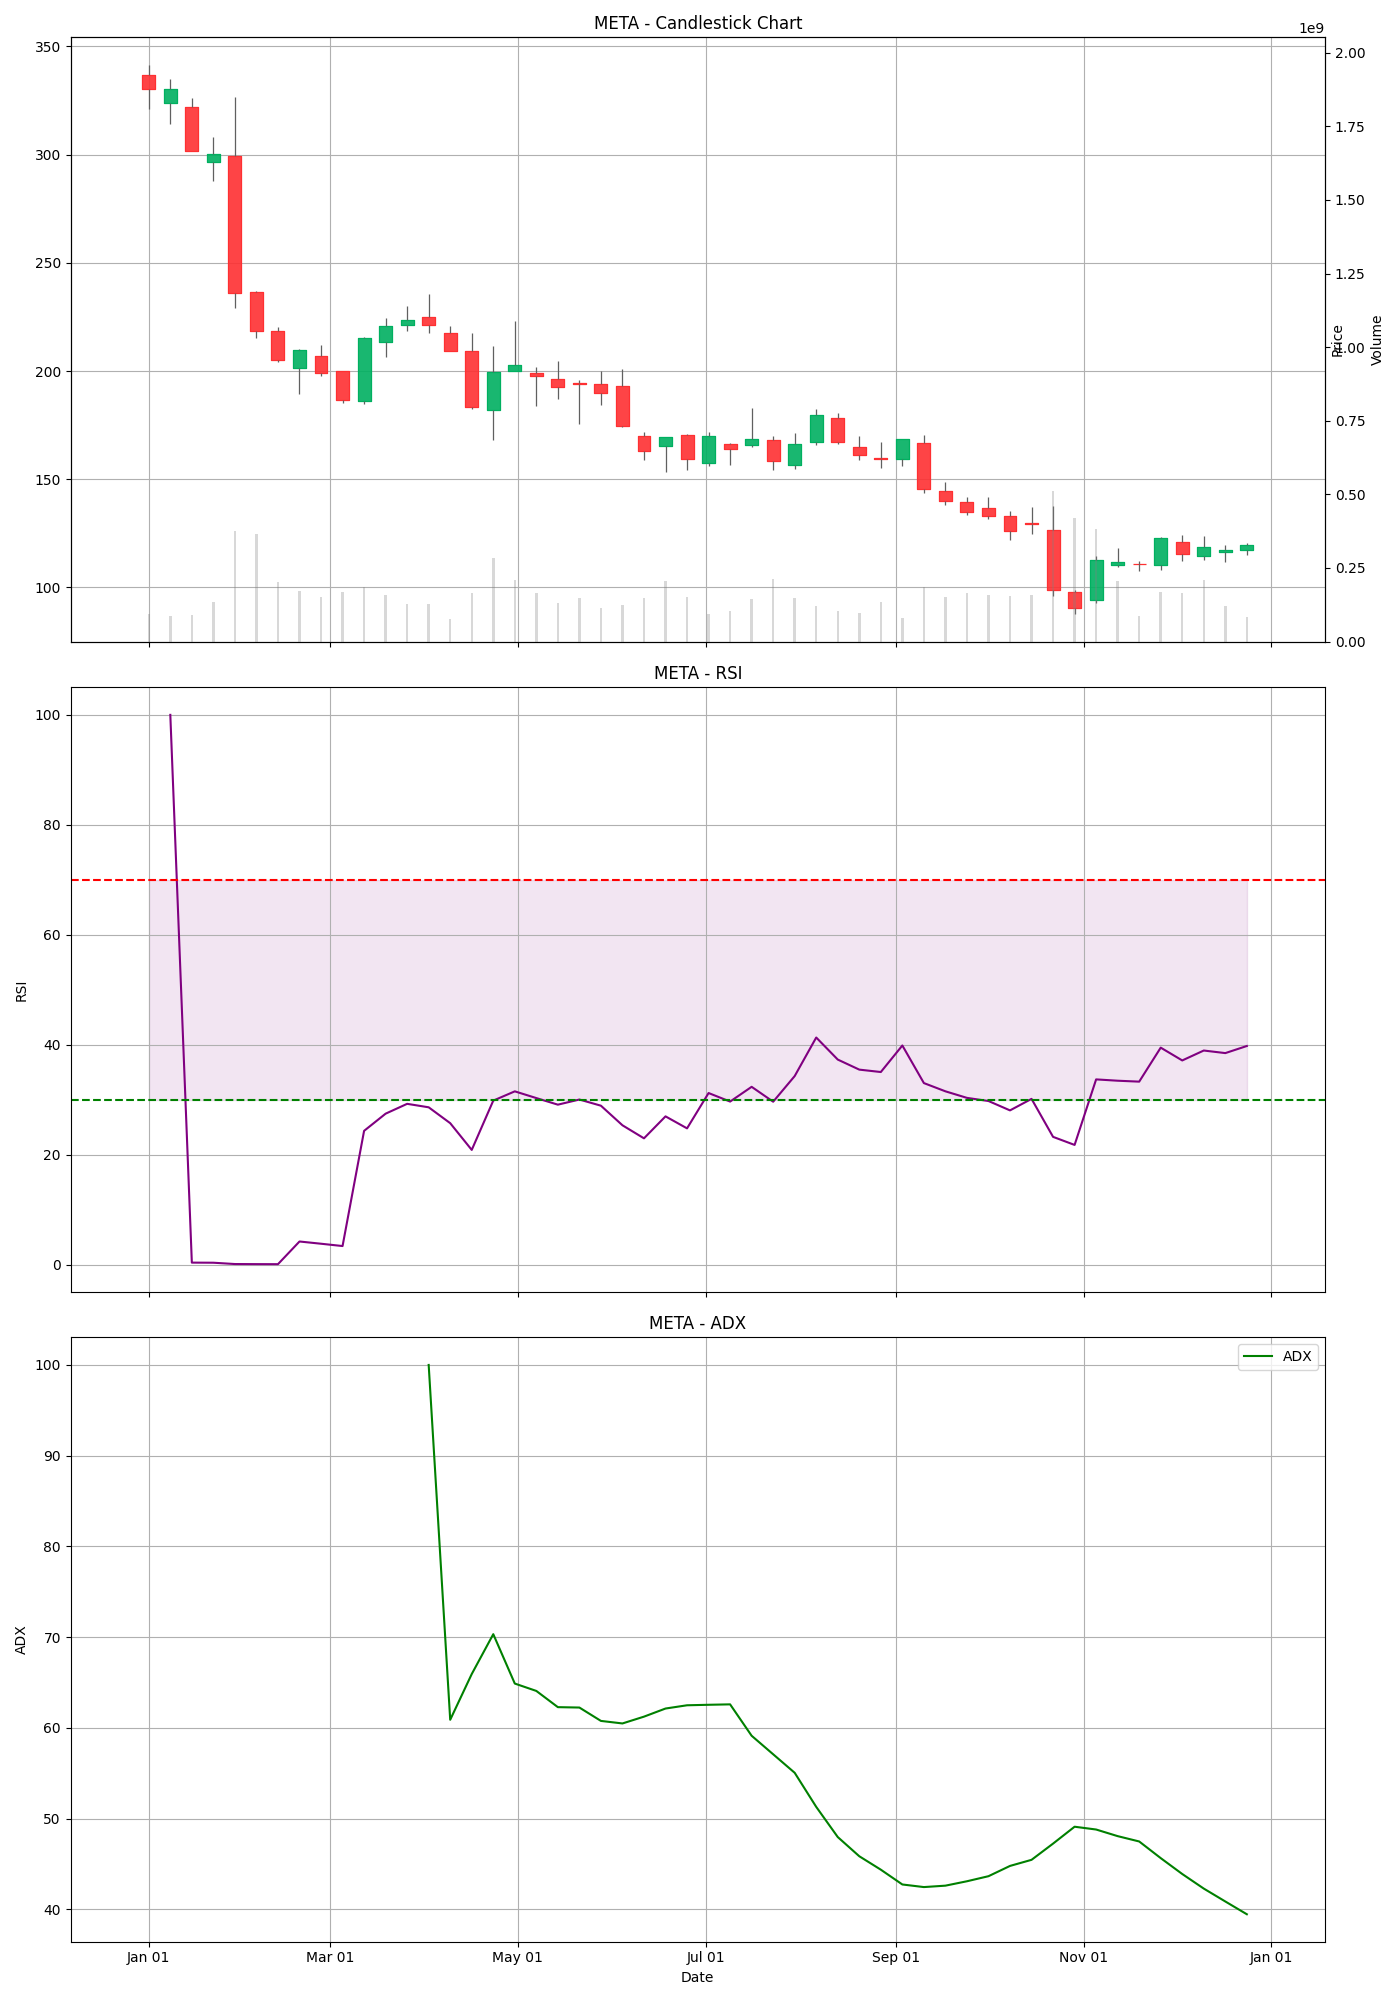 META - Candlestick Chart
1e9
350
300
250
200
150
100
2.00
1.75
1.50
1.25
1.00
0.75
0.50
0.25
0.00
Price
Volume
META - RSI
100
80
60
40
20
0
RSI
META - ADX
ADX
100
90
80
70
60
50
40
ADX
Jan 01 Mar 01 May 01 Jul 01 Sep 01 Nov 01 Jan 01
Date